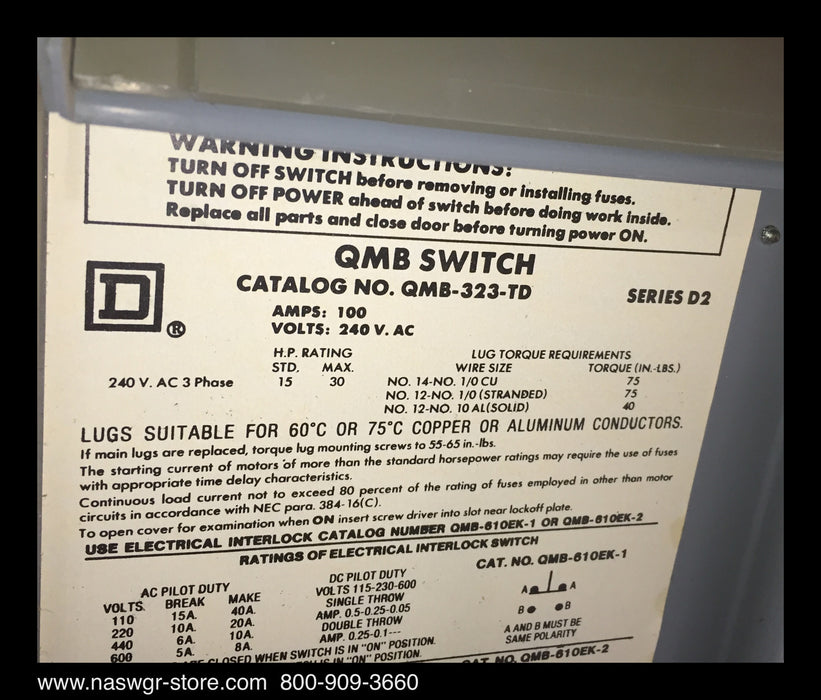 WARNING INSTRUCTIONS:
TURN OFF SWITCH before removing or installing fuses.
TURN OFF POWER ahead of switch before doing work inside.
Replace all parts and close door before turning power ON.
QMB SWITCH
CATALOG NO. QMB-323-TD
SERIES D2
D
®
AMPS: 100
VOLTS: 240 V. AC
H.P. RATING LUG TORQUE REQUIREMENTS
STD. MAX. WIRE SIZE TORQUE (IN.-LBS.)
240 V. AC 3 Phase 15 30 NO. 14-NO. 1/0 CU 75
NO. 12-NO. 1/0 (STRANDED) 75
NO. 12-NO. 10 AL(SOLID) 40
LUGS SUITABLE FOR 60°C OR 75°C COPPER OR ALUMINUM CONDUCTORS.
If main lugs are replaced, torque lug mounting screws to 55-65 in.-lbs.
The starting current of motors of more than the standard horsepower ratings may require the use of fuses
with appropriate time delay characteristics.
Continuous load current not to exceed 80 percent of the rating of fuses employed in other than motor
circuits in accordance with NEC para. 384-16(C).
To open cover for examination when ON insert screw driver into slot near lockoff plate.
USE ELECTRICAL INTERLOCK CATALOG NUMBER QMB-610EK-1 OR QMB-610EK-2
RATINGS OF ELECTRICAL INTERLOCK SWITCH
AC PILOT DUTY
VOLTS BREAK MAKE
110 15A. 40A.
220 10A. 20A.
440 6A. 10A.
600 5A. 8A.
DC PILOT DUTY
VOLTS 115-230-600
SINGLE THROW
AMP. 0.5-0.25-0.05
DOUBLE THROW
AMP. 0.25-0.1---
CAT. NO. QMB-610EK-1
A A
B B
A AND B MUST BE
SAME POLARITY
CLOSED WHEN SWITCH IS IN "ON" POSITION.
IS IN "ON" POSITION.
CAT. NO. QMB-610EK-2
www.naswgr-store.com 800-909-3660